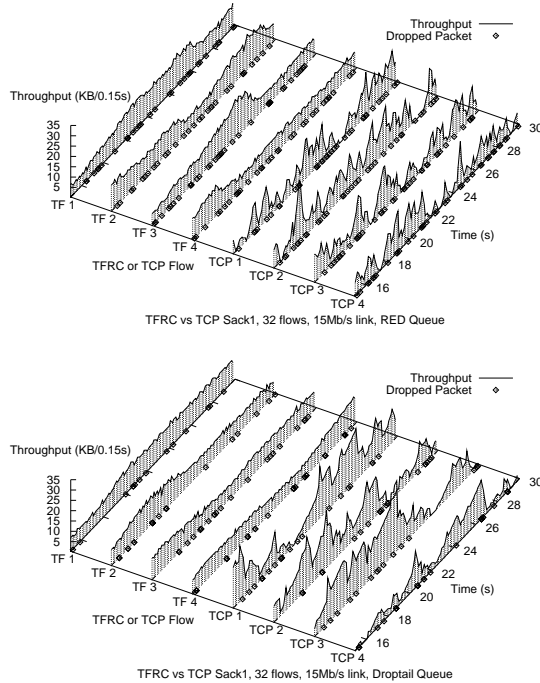 Throughput
Dropped Packet
Throughput (KB/0.15s)
35
30
25
20
15
10
5
TF 1
TF 2
TF 3
TF 4
TCP 1
TCP 2
TCP 3
TCP 4
TFRC or TCP Flow
16
18
20
22
24
26
28
30
Time (s)
TFRC vs TCP Sack1, 32 flows, 15Mb/s link, RED Queue
Throughput
Dropped Packet
Throughput (KB/0.15s)
35
30
25
20
15
10
5
TF 1
TF 2
TF 3
TF 4
TCP 1
TCP 2
TCP 3
TCP 4
TFRC or TCP Flow
16
18
20
22
24
26
28
30
Time (s)
TFRC vs TCP Sack1, 32 flows, 15Mb/s link, Droptail Queue